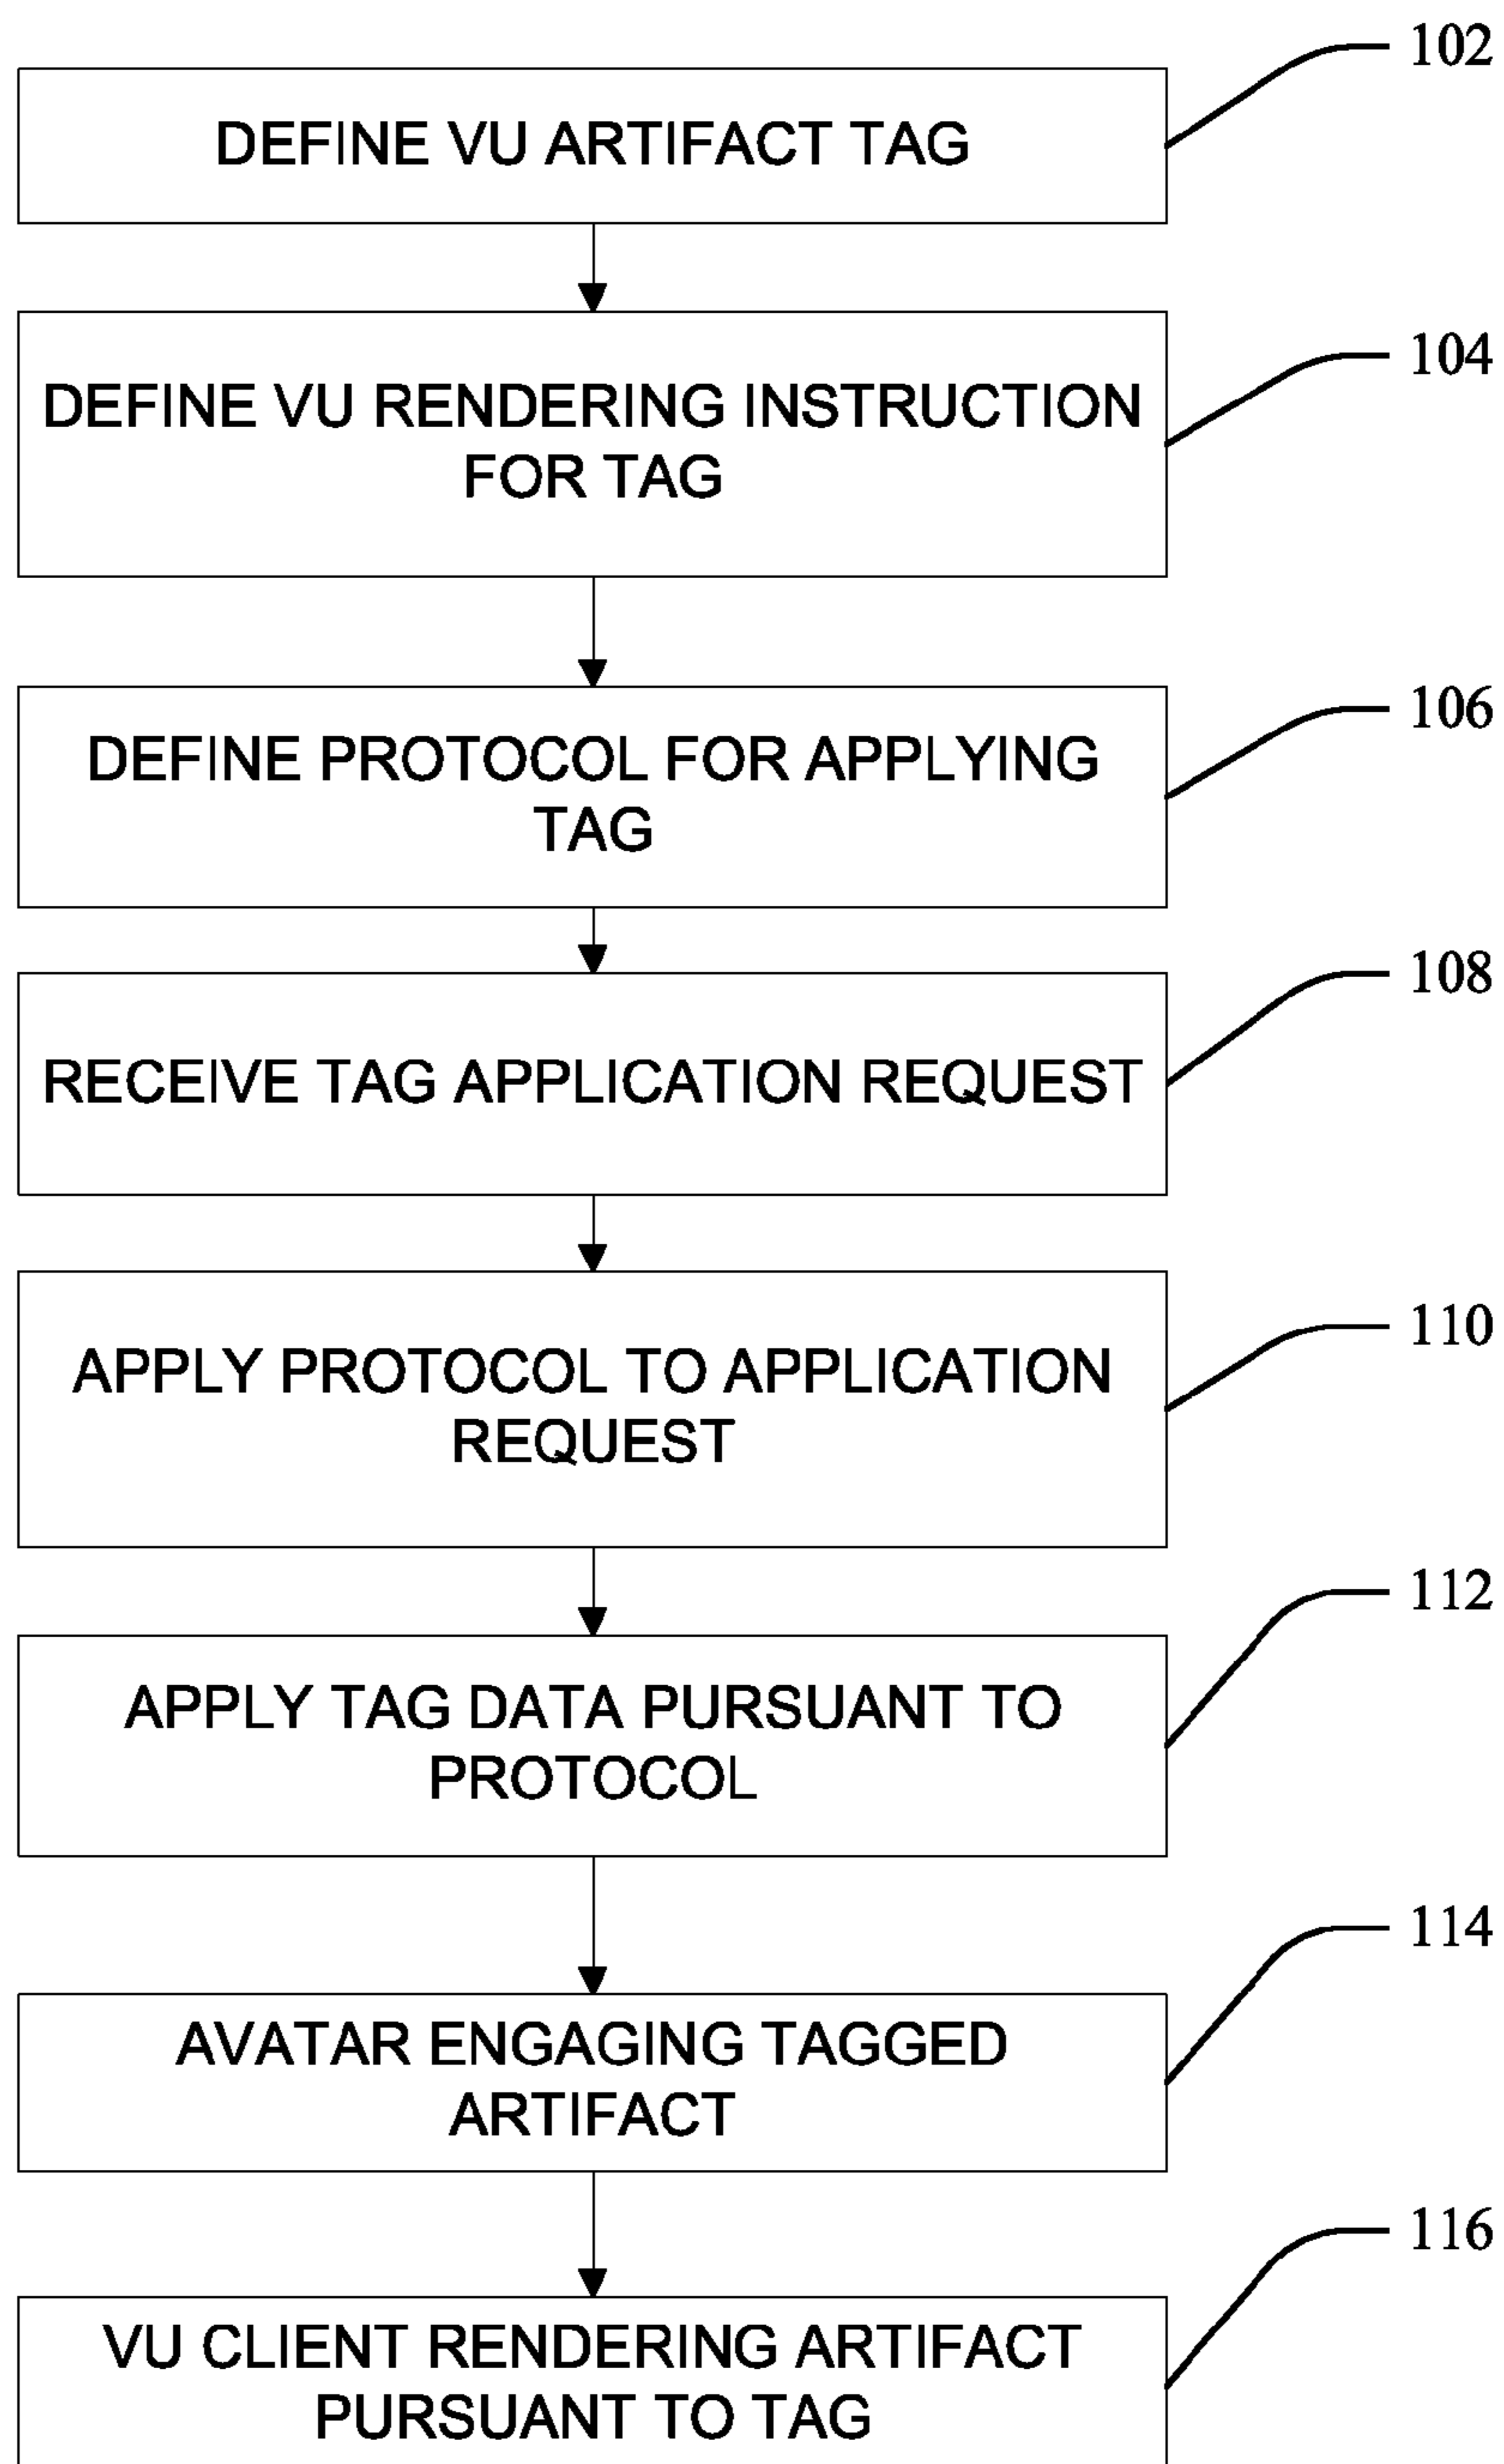 102
DEFINE VU ARTIFACT TAG
104
DEFINE VU RENDERING INSTRUCTION
FOR TAG
106
DEFINE PROTOCOL FOR APPLYING
TAG
108
RECEIVE TAG APPLICATION REQUEST
110
APPLY PROTOCOL TO APPLICATION
REQUEST
112
APPLY TAG DATA PURSUANT TO
PROTOCOL
114
AVATAR ENGAGING TAGGED
ARTIFACT
116
VU CLIENT RENDERING ARTIFACT
PURSUANT TO TAG